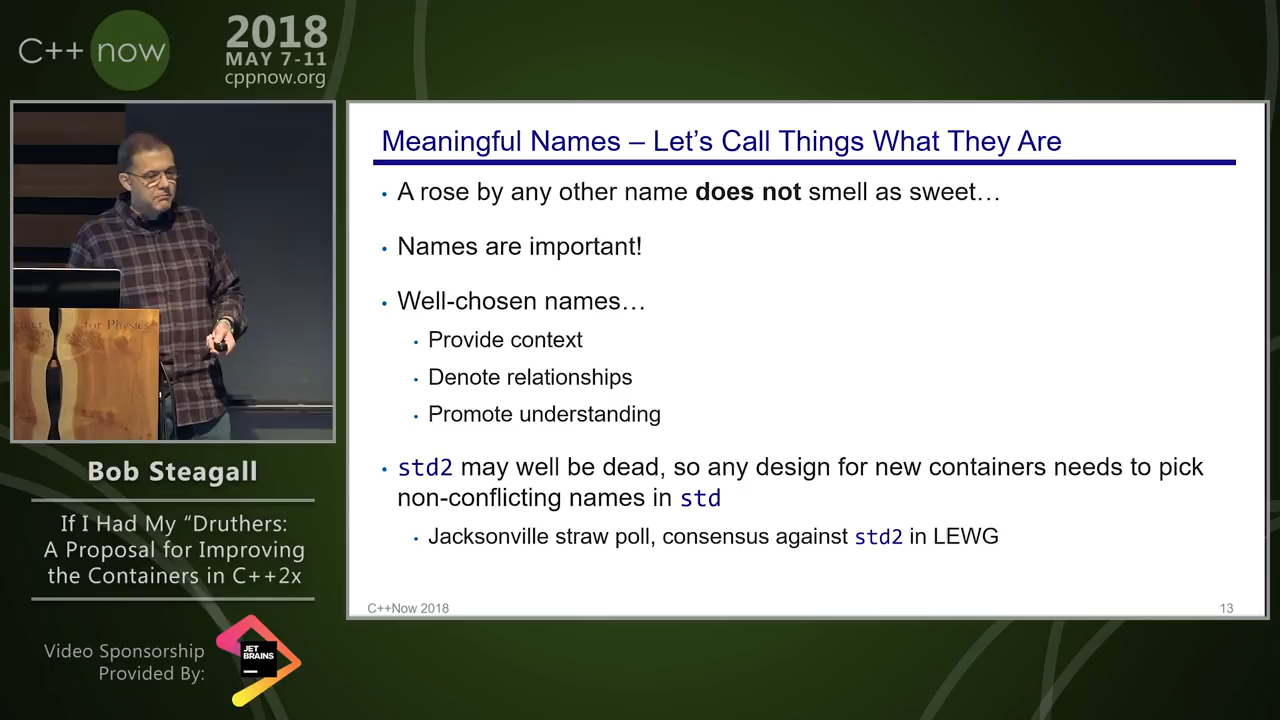 C++ now
2018
MAY 7-11
cppnow.org
for Physics
Bob Steagall
If I Had My “Druthers:
A Proposal for Improving
the Containers in C++2x
Video Sponsorship
Provided By:
JET
BRAINS
Meaningful Names – Let’s Call Things What They Are
• A rose by any other name does not smell as sweet…
• Names are important!
• Well-chosen names…
• Provide context
• Denote relationships
• Promote understanding
• std2 may well be dead, so any design for new containers needs to pick
non-conflicting names in std
• Jacksonville straw poll, consensus against std2 in LEWG
C++Now 2018
13